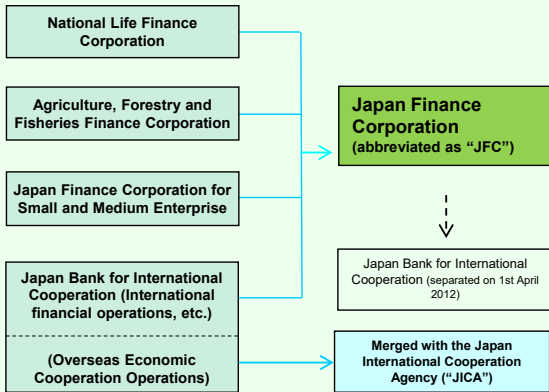 National Life Finance
Corporation
Agriculture, Forestry and
Fisheries Finance Corporation
Japan Finance Corporation for
Small and Medium Enterprise
Japan Bank for International
Cooperation (International
financial operations, etc.)
(Overseas Economic
Cooperation Operations)
Japan Finance
Corporation
(abbreviated as “JFC”)
Japan Bank for International
Cooperation (separated on 1st April
2012)
Merged with the Japan
International Cooperation
Agency (“JICA”)